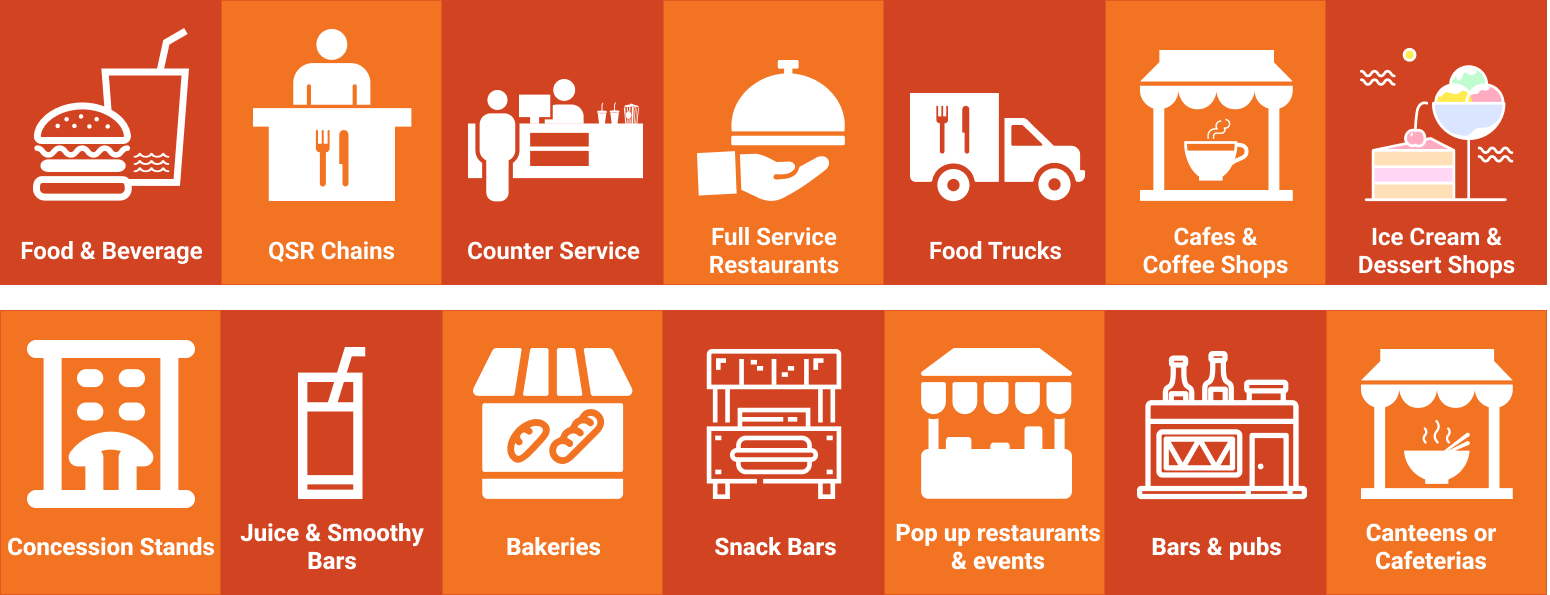 Food & Beverage
QSR Chains
Counter Service
Full Service
Restaurants
Food Trucks
Cafes &
Coffee Shops
Ice Cream &
Dessert Shops
Concession Stands
Juice & Smoothy
Bars
Bakeries
Snack Bars
Pop up restaurants
& events
Bars & pubs
Canteens or
Cafeterias